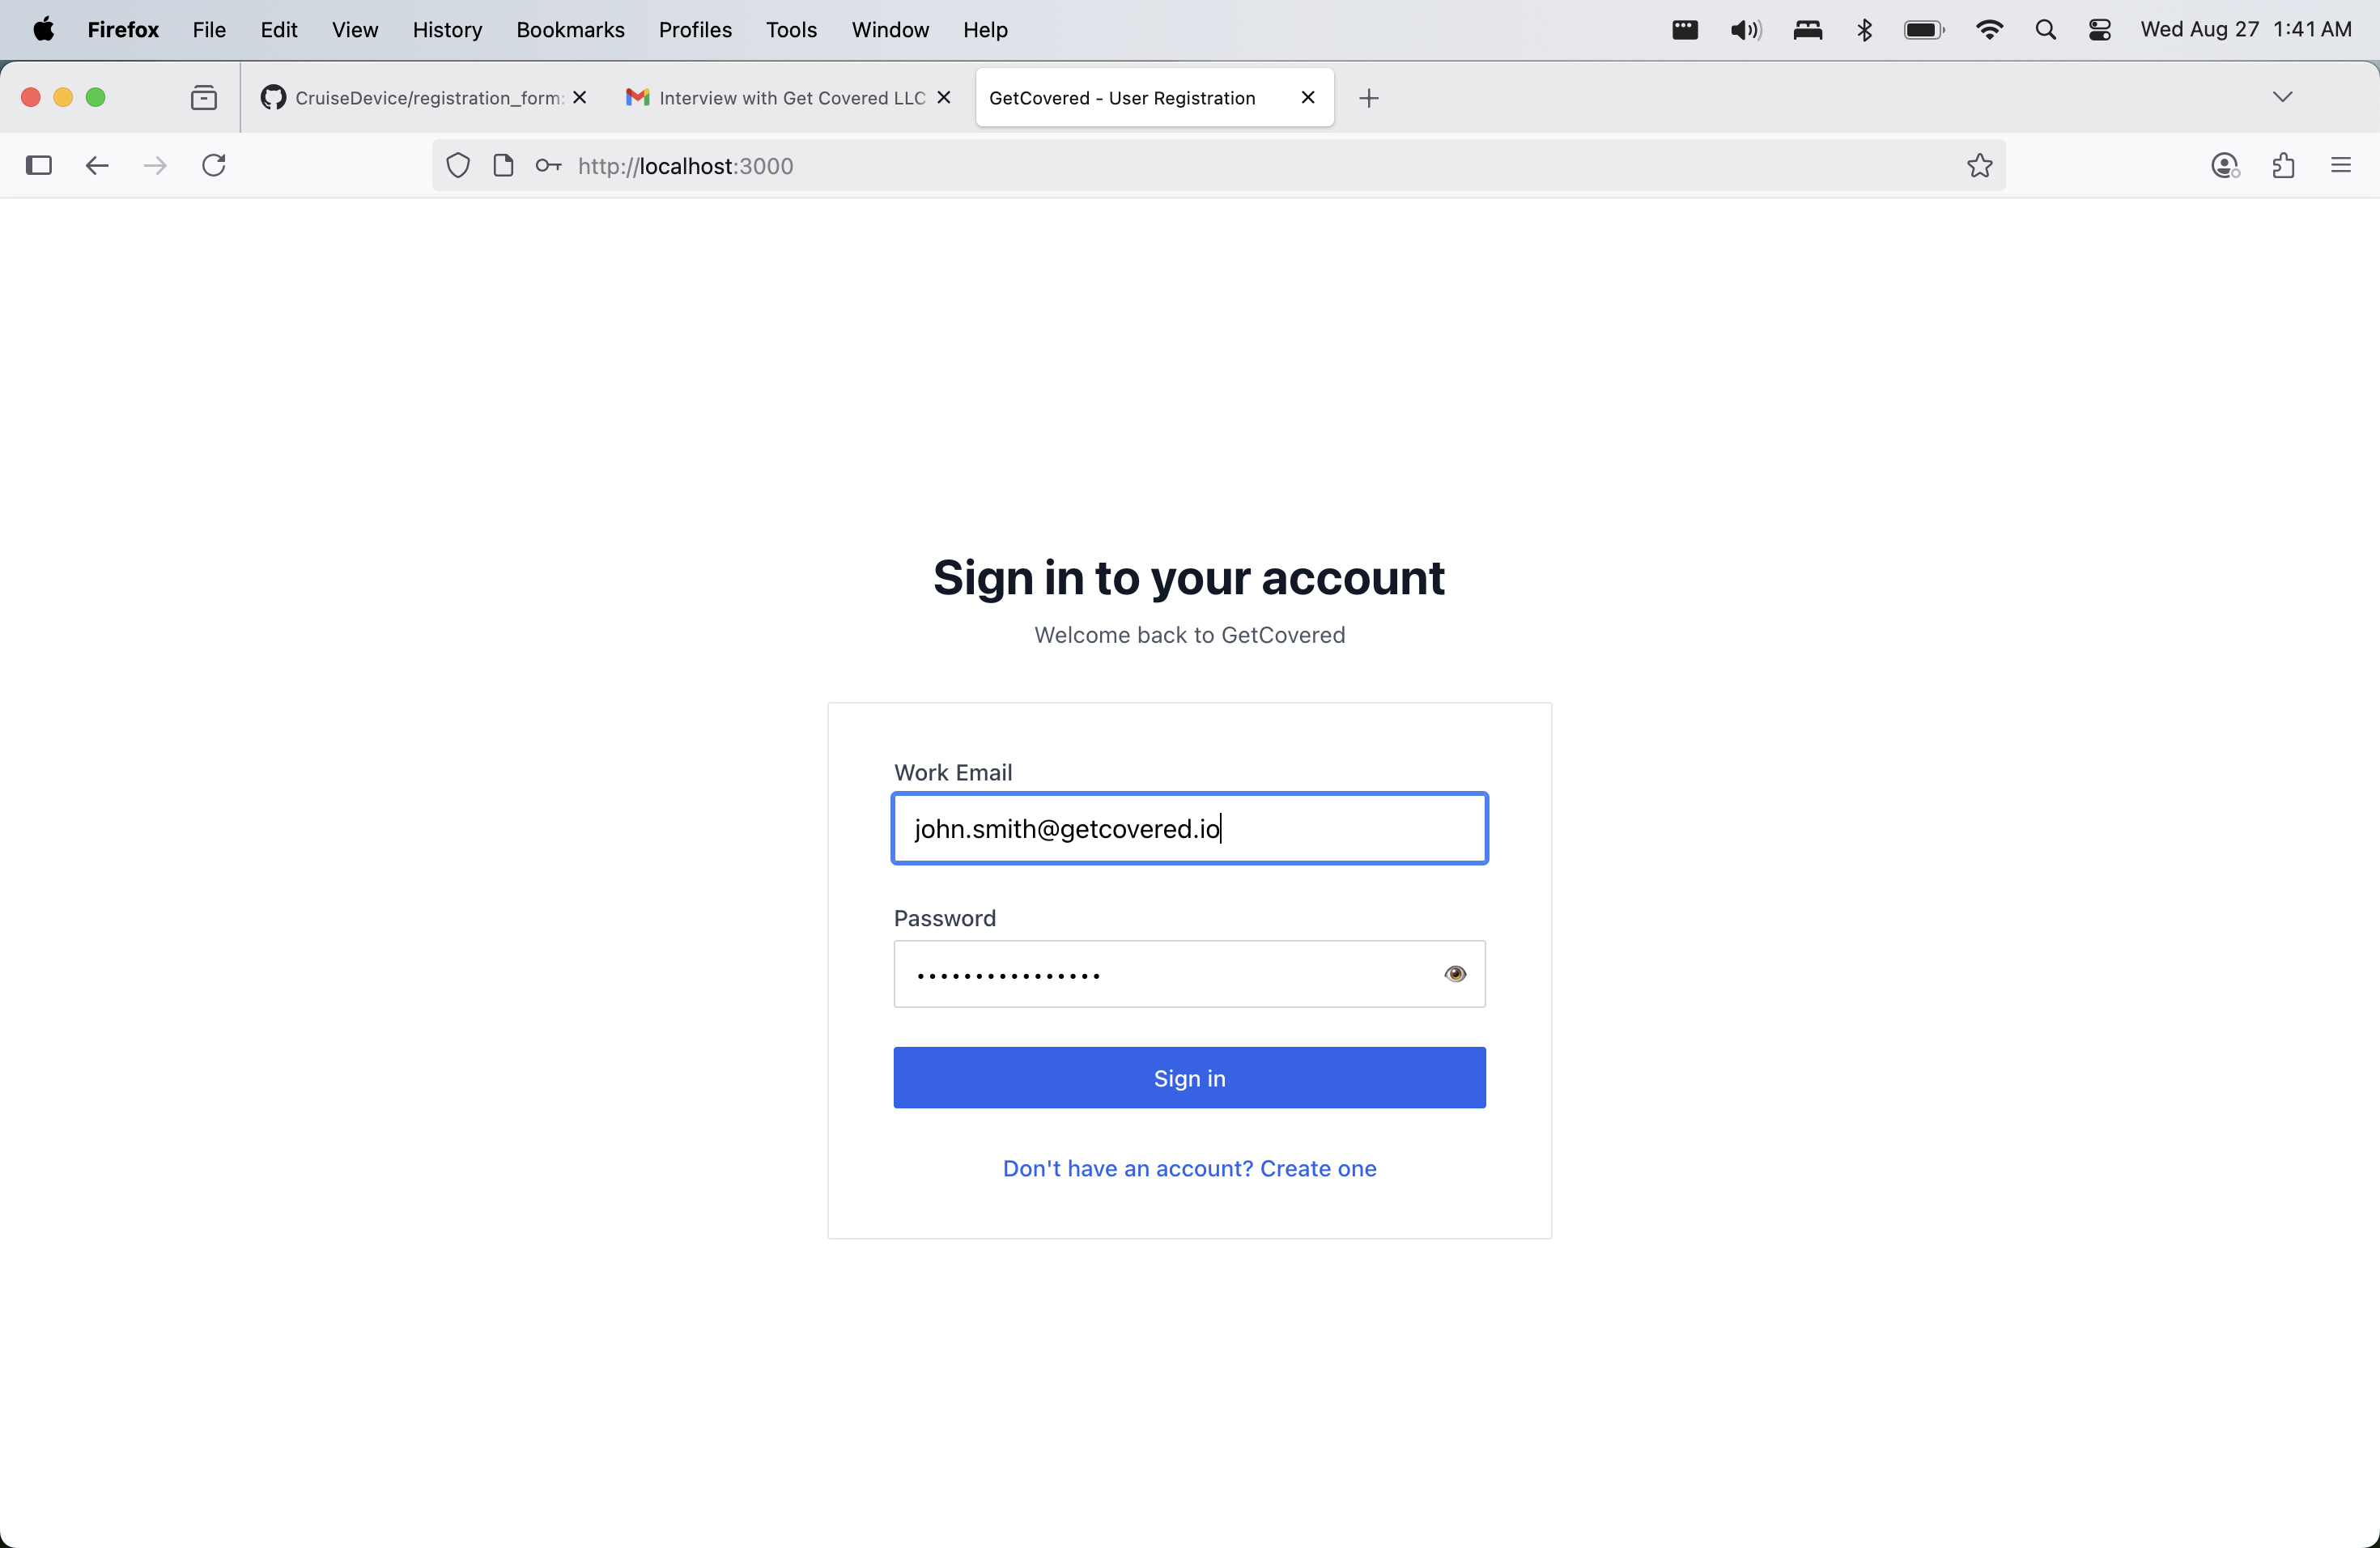 Firefox File Edit View History Bookmarks Profiles Tools Window Help Wed Aug 27 1:41 AM
CruiseDevice/registration_form: Interview with Get Covered LLC GetCovered - User Registration
http://localhost:3000
Sign in to your account
Welcome back to GetCovered
Work Email
john.smith@getcovered.io
Password
Sign in
Don't have an account? Create one